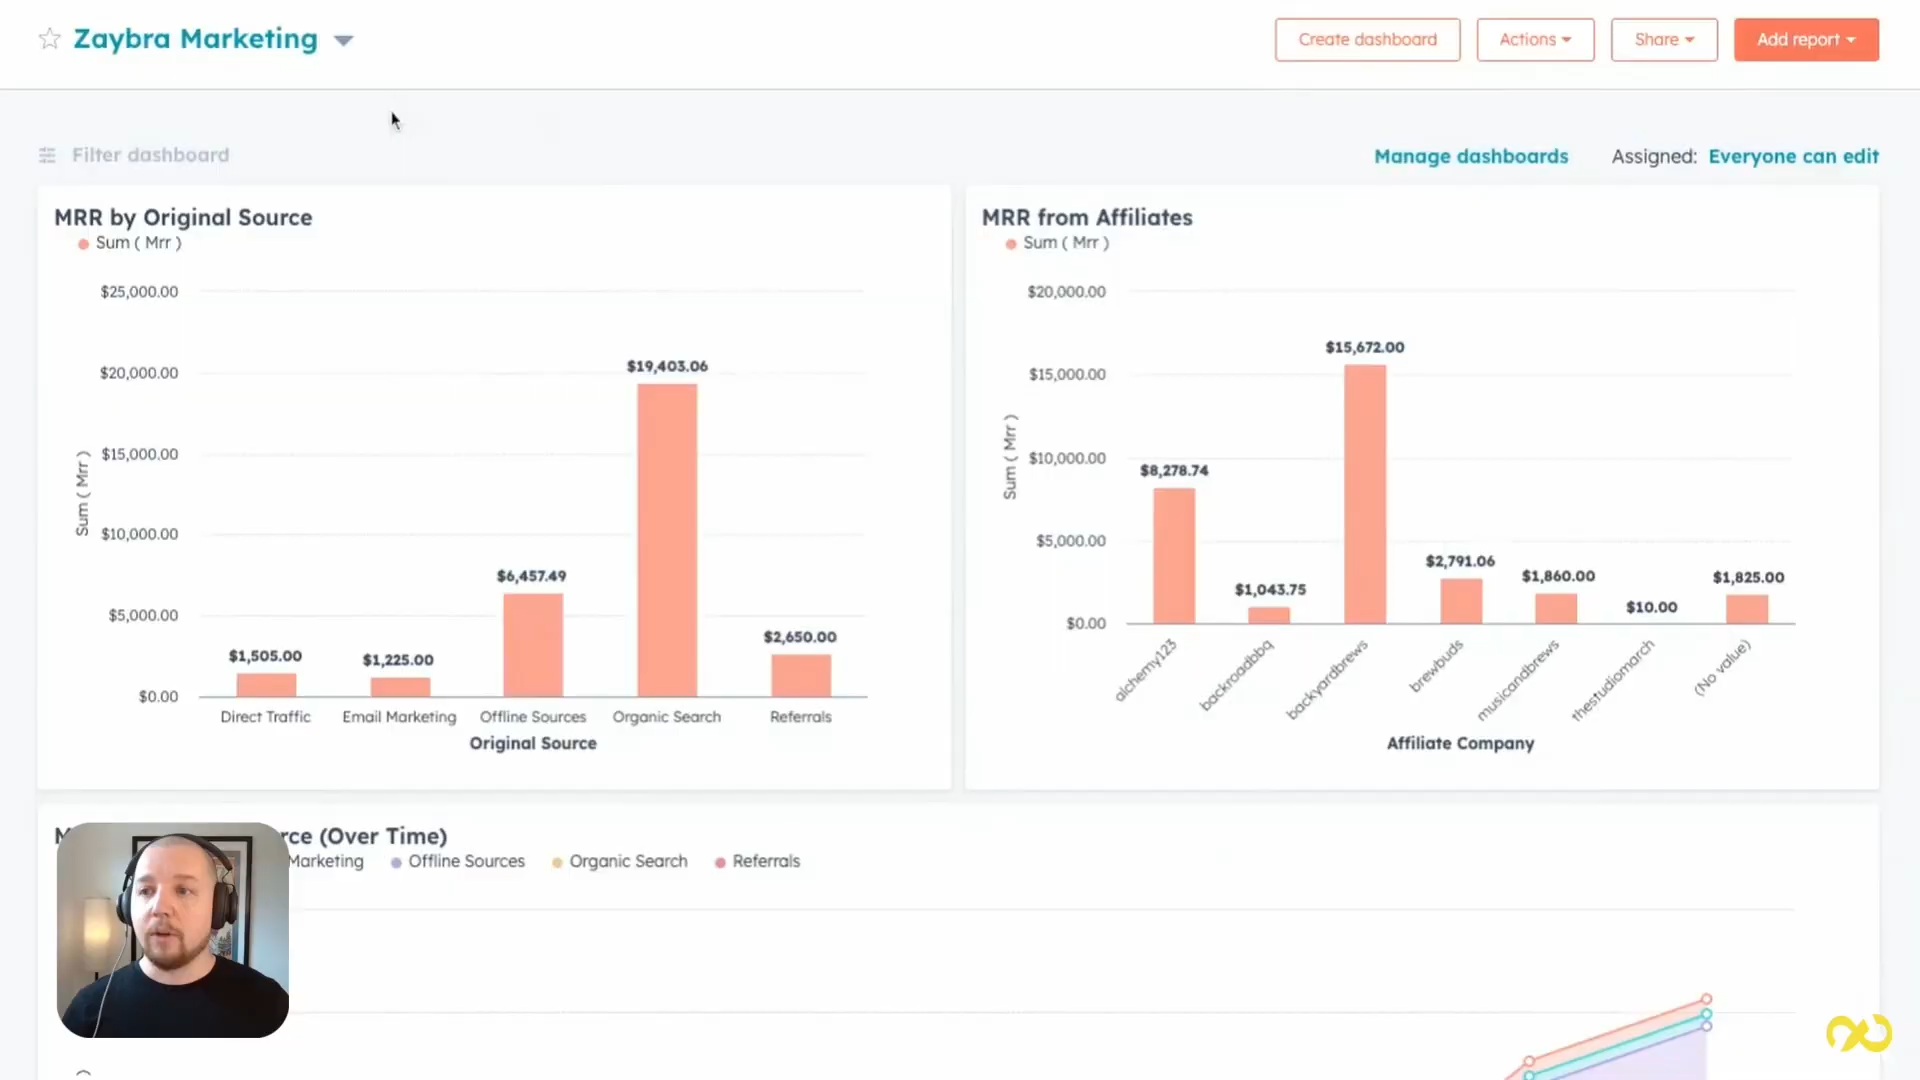 Zaybra Marketing
Create dashboard
Actions
Share
Add report
Filter dashboard
Manage dashboards
Assigned: Everyone can edit
MRR by Original Source
Sum ( Mrr )
$25,000.00
$20,000.00
$15,000.00
$10,000.00
$5,000.00
$0.00
Sum ( Mrr )
$1,505.00
$1,225.00
$6,457.49
$19,403.06
$2,650.00
Direct Traffic
Email Marketing
Offline Sources
Organic Search
Referrals
Original Source
MRR from Affiliates
Sum ( Mrr )
$20,000.00
$15,000.00
$10,000.00
$5,000.00
$0.00
Sum ( Mrr )
$8,278.74
$1,043.75
$15,672.00
$2,791.06
$1,860.00
$10.00
$1,825.00
alchemy123
backroadbbq
backyardbrews
brewbuds
musicandbrews
thestudiomarch
(No value)
Affiliate Company
rce (Over Time)
Marketing
Offline Sources
Organic Search
Referrals